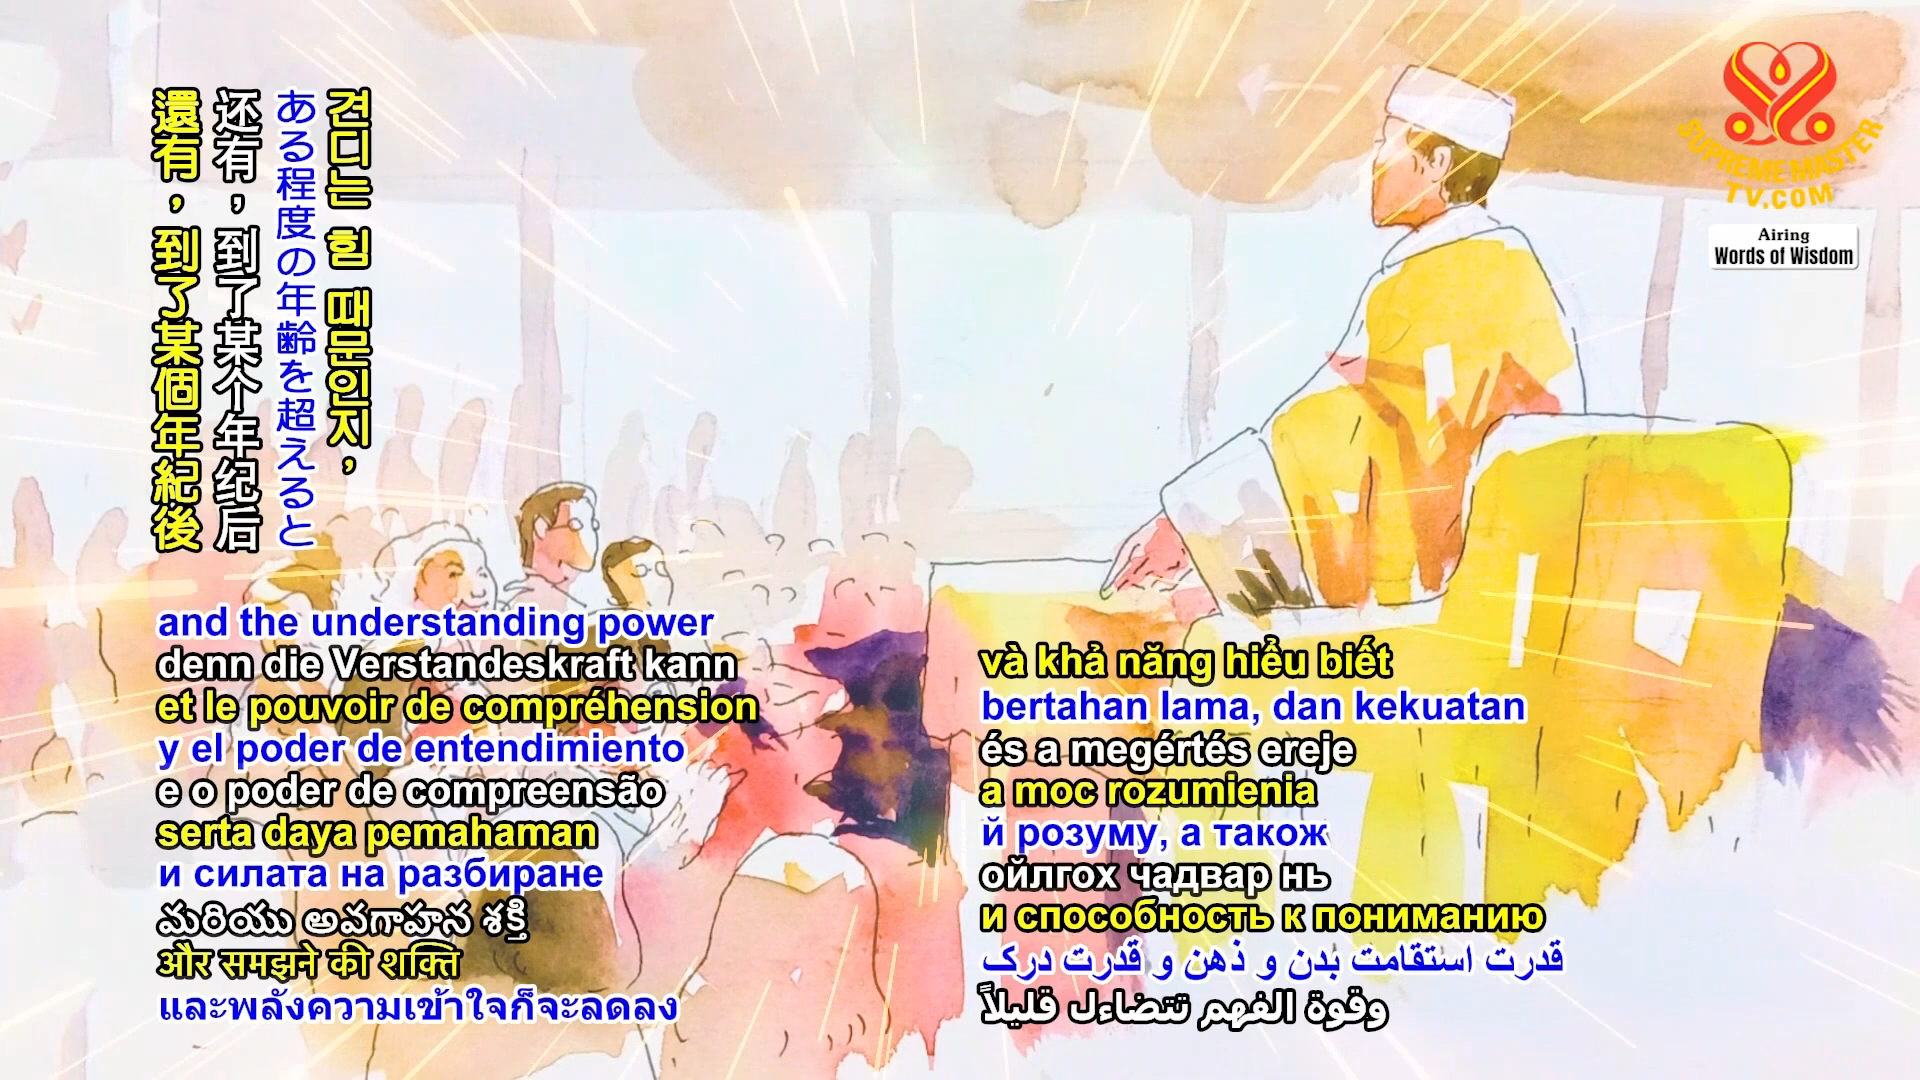 견디는 힘 때문인지,
ある程度の年齢を超えると
还有，到了某个年纪后
還有，到了某個年紀後
SUPREME MASTER
TV.COM
Airing
Words of Wisdom
and the understanding power
denn die Verstandeskraft kann
et le pouvoir de compréhension
y el poder de entendimiento
e o poder de compreensão
serta daya pemahaman
и силата на разбиране
మరియు అవగాహన శక్తి
और समझने की शक्ति
และพลังความเข้าใจก็จะลดลง
và khả năng hiểu biết
bertahan lama, dan kekuatan
és a megértés ereje
a moc rozumienia
й розуму, а також
ойлгох чадвар нь
и способность к пониманию
قدرت استقامت بدن و ذهن و قدرت درک
وقوة الفهم تتضاءل قليلاً